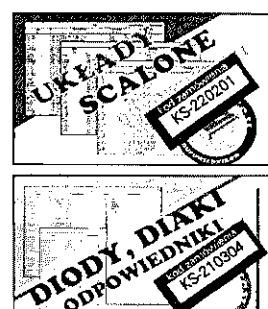 UKŁADY
SCALONE
Kod zamówienia
KS-220201
DIODY, DIAKI
ODPOWIEDNIKI
Kod zamówienia
KS-210304